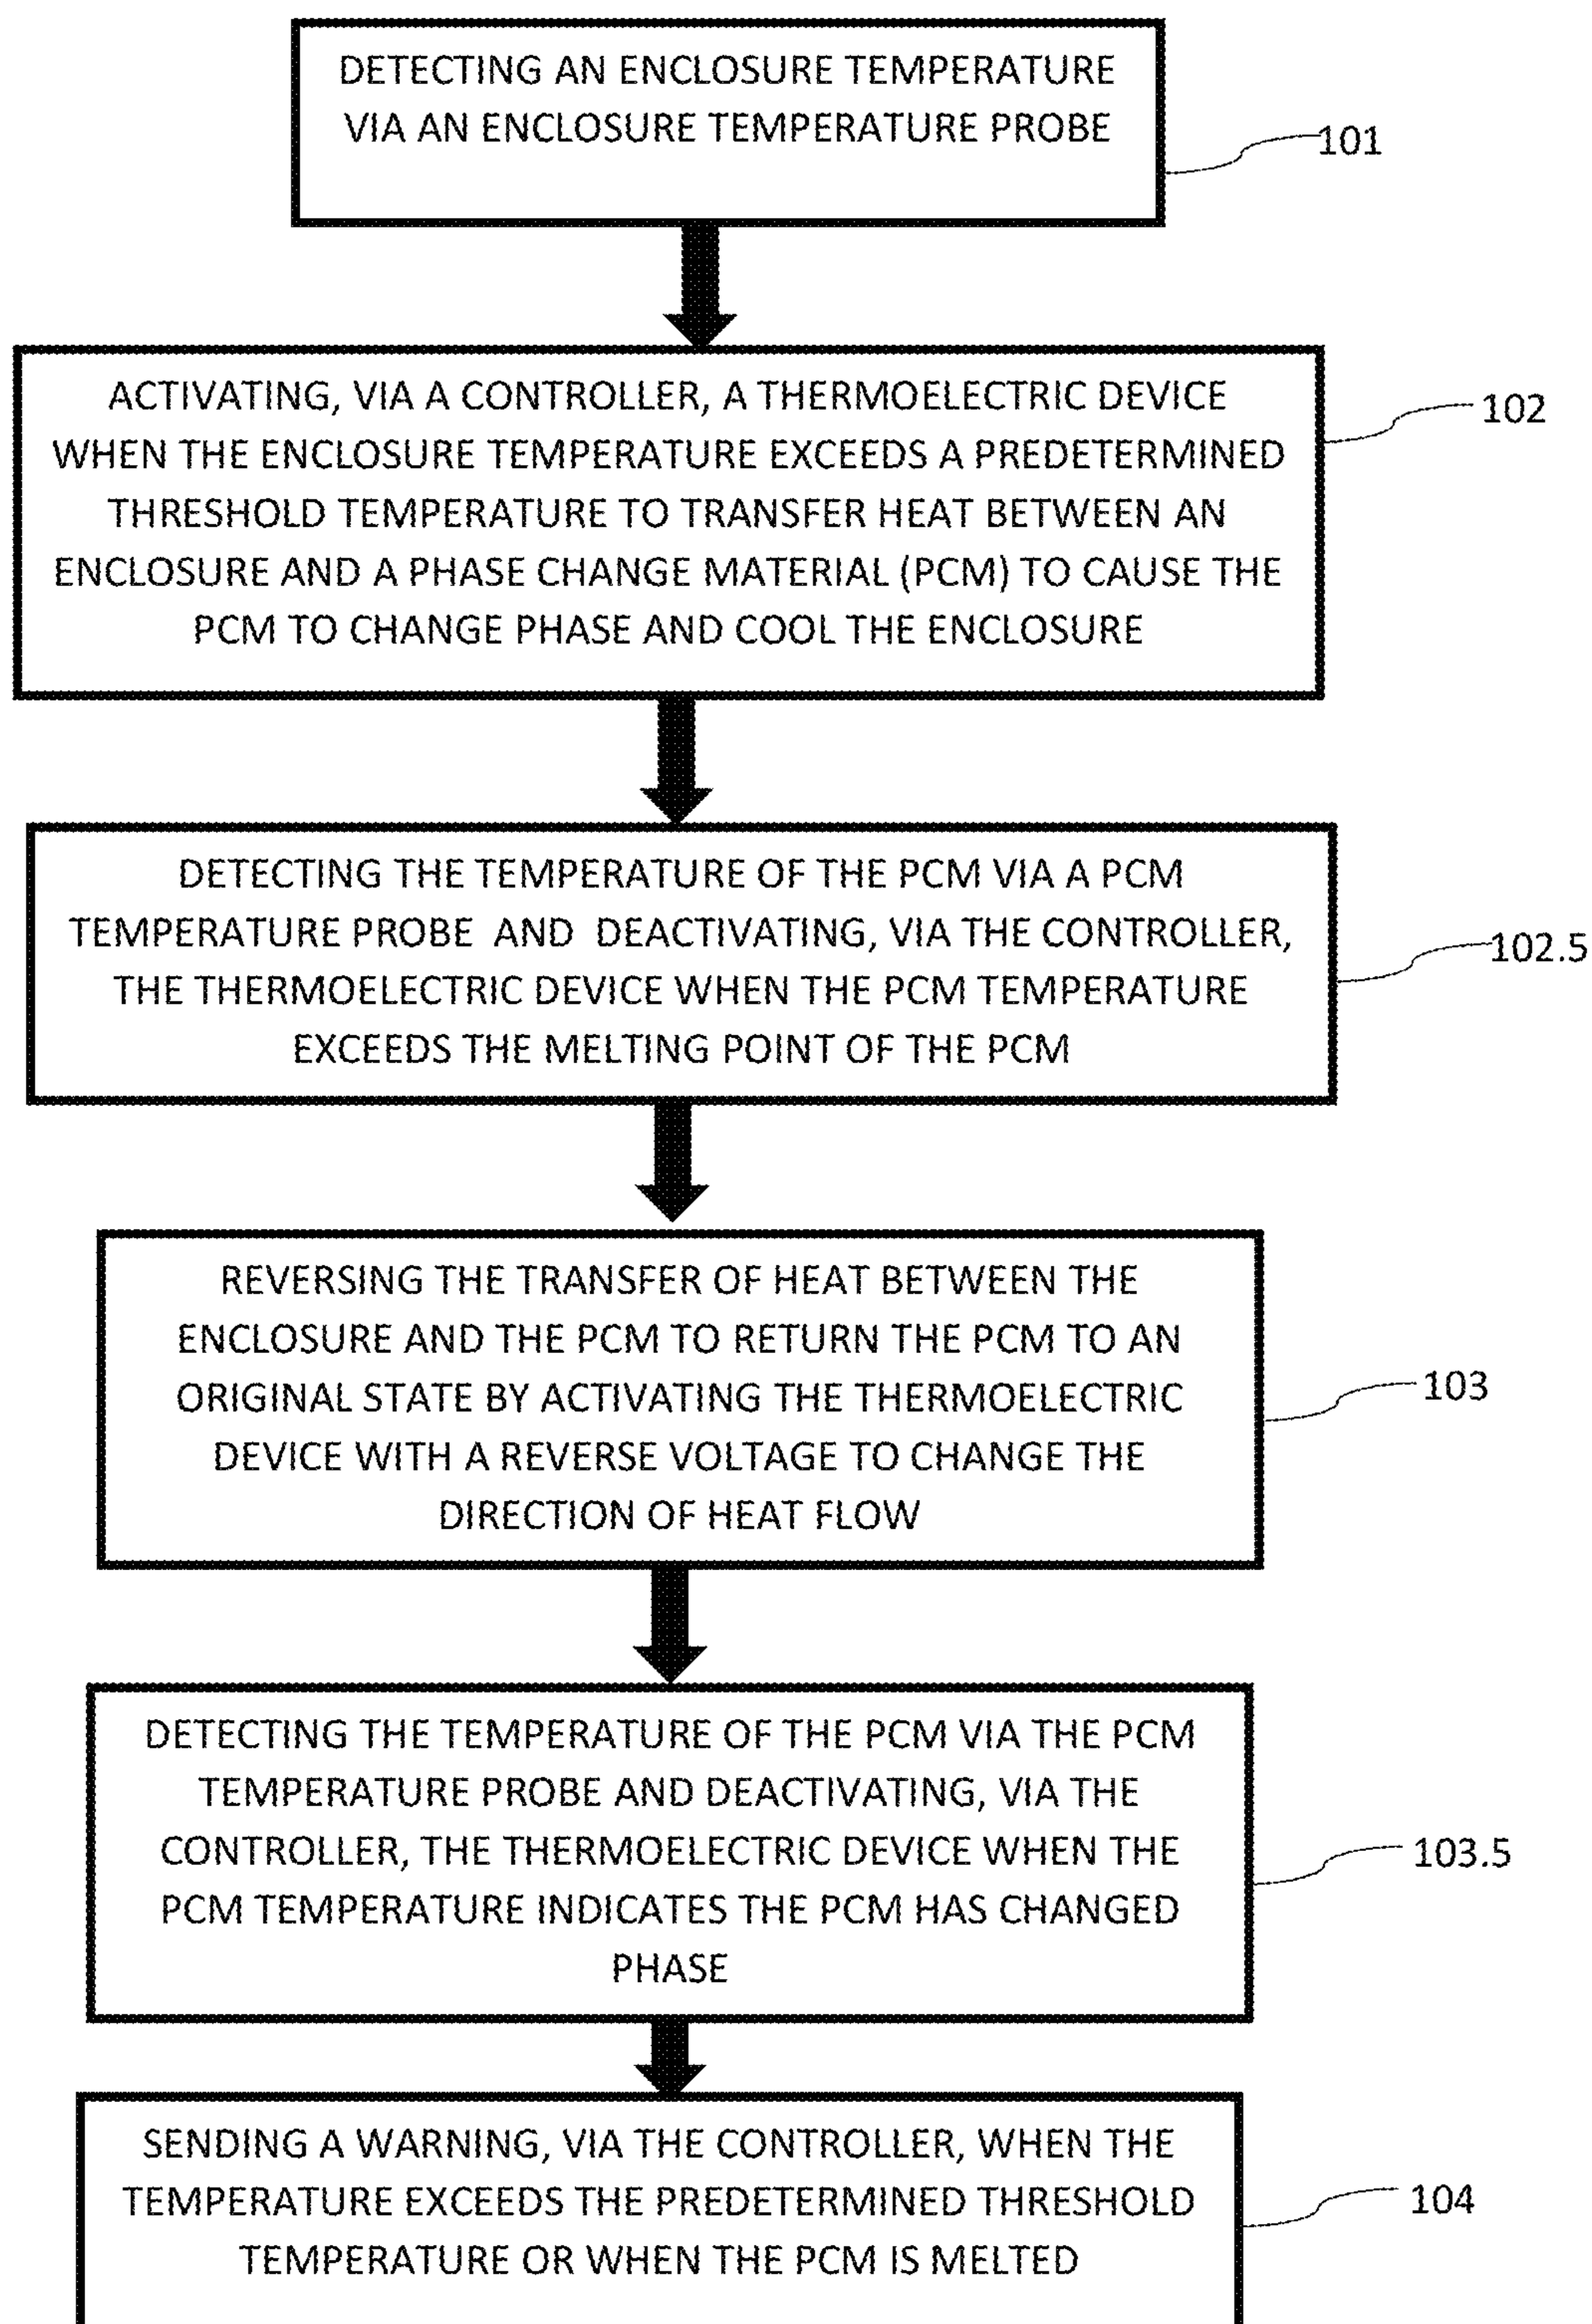 DETECTING AN ENCLOSURE TEMPERATURE
VIA AN ENCLOSURE TEMPERATURE PROBE
101
ACTIVATING, VIA A CONTROLLER, A THERMOELECTRIC DEVICE
WHEN THE ENCLOSURE TEMPERATURE EXCEEDS A PREDETERMINED
THRESHOLD TEMPERATURE TO TRANSFER HEAT BETWEEN AN
ENCLOSURE AND A PHASE CHANGE MATERIAL (PCM) TO CAUSE THE
PCM TO CHANGE PHASE AND COOL THE ENCLOSURE
102
DETECTING THE TEMPERATURE OF THE PCM VIA A PCM
TEMPERATURE PROBE AND DEACTIVATING, VIA THE CONTROLLER,
THE THERMOELECTRIC DEVICE WHEN THE PCM TEMPERATURE
EXCEEDS THE MELTING POINT OF THE PCM
102.5
REVERSING THE TRANSFER OF HEAT BETWEEN THE
ENCLOSURE AND THE PCM TO RETURN THE PCM TO AN
ORIGINAL STATE BY ACTIVATING THE THERMOELECTRIC
DEVICE WITH A REVERSE VOLTAGE TO CHANGE THE
DIRECTION OF HEAT FLOW
103
DETECTING THE TEMPERATURE OF THE PCM VIA THE PCM
TEMPERATURE PROBE AND DEACTIVATING, VIA THE
CONTROLLER, THE THERMOELECTRIC DEVICE WHEN THE
PCM TEMPERATURE INDICATES THE PCM HAS CHANGED
PHASE
103.5
SENDING A WARNING, VIA THE CONTROLLER, WHEN THE
TEMPERATURE EXCEEDS THE PREDETERMINED THRESHOLD
TEMPERATURE OR WHEN THE PCM IS MELTED
104